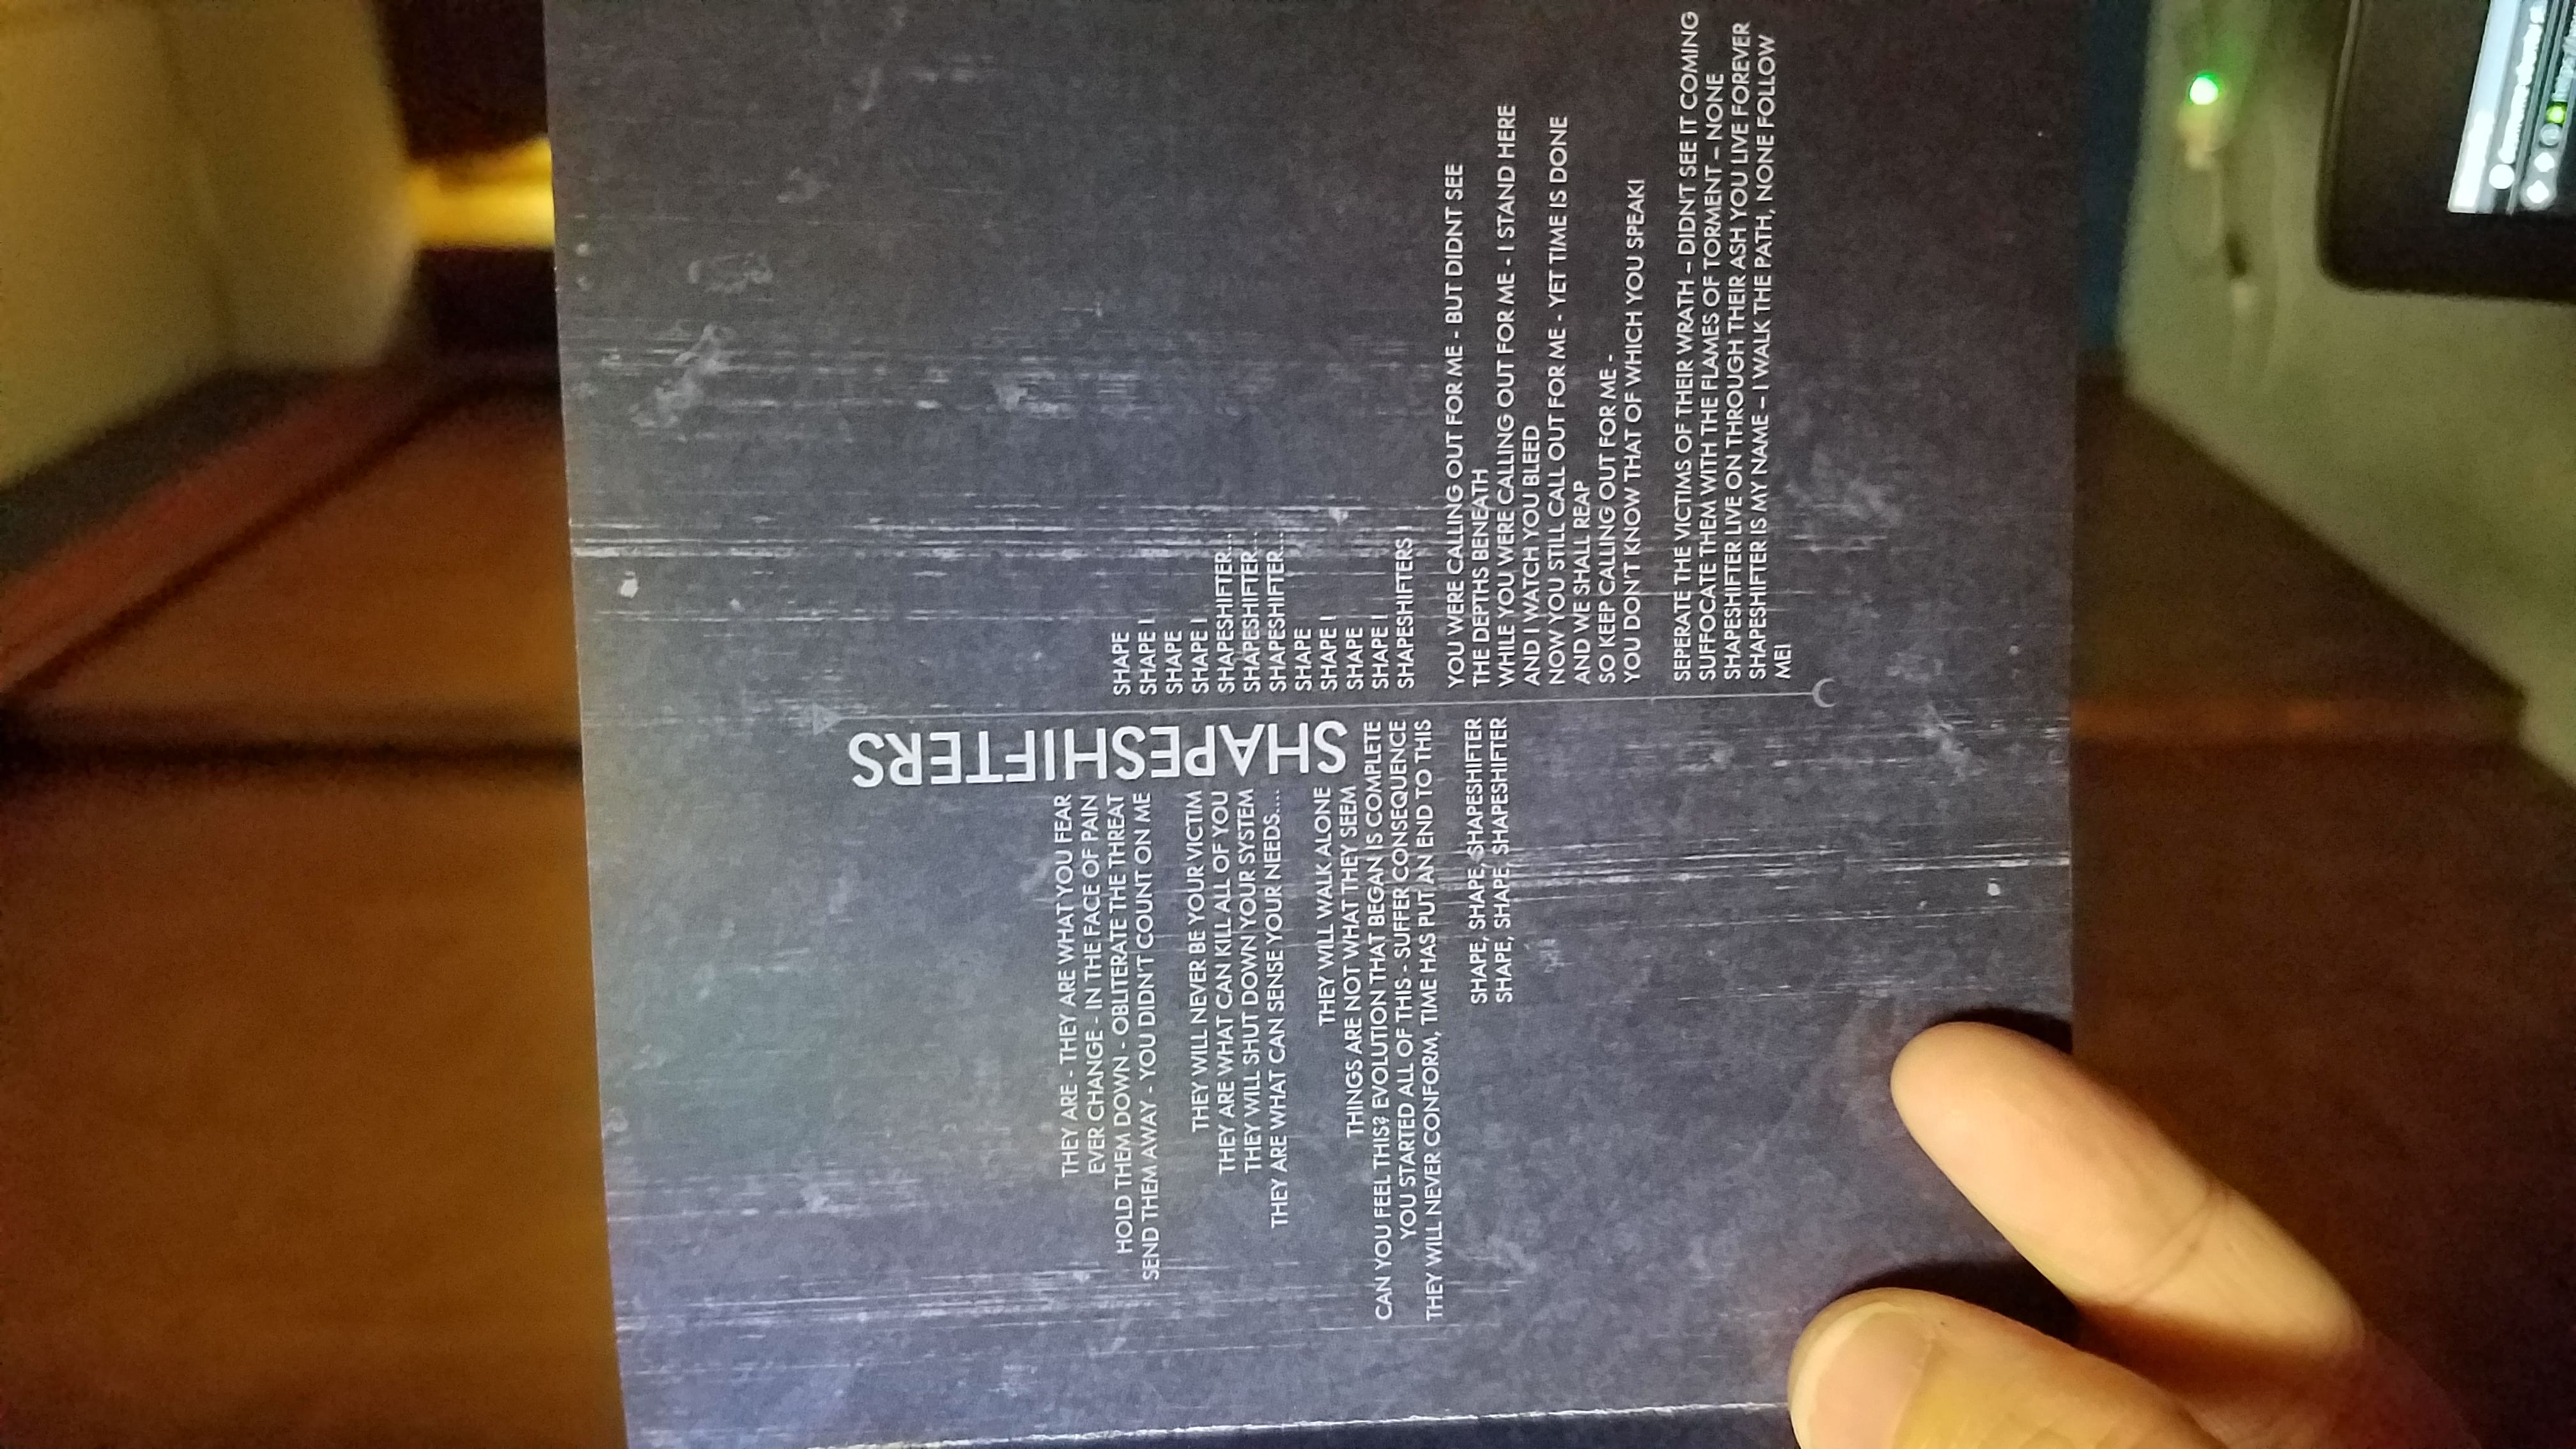 SHAPESHIFTERS
THEY ARE - THEY ARE WHAT YOU FEAR
EVER CHANGE - IN THE FACE OF PAIN
HOLD THEM DOWN - OBLITERATE THE THREAT
SEND THEM AWAY - YOU DIDN'T COUNT ON ME
THEY WILL NEVER BE YOUR VICTIM
THEY ARE WHAT CAN KILL ALL OF YOU
THEY WILL SHUT DOWN YOUR SYSTEM
THEY ARE WHAT CAN SENSE YOUR NEEDS...
THEY WILL WALK ALONE
THINGS ARE NOT WHAT THEY SEEM
CAN YOU FEEL THIS? EVOLUTION THAT BEGAN IS COMPLETE
YOU STARTED ALL OF THIS - SUFFER CONSEQUENCE
THEY WILL NEVER CONFORM, TIME HAS PUT AN END TO THIS
SHAPE, SHAPE, SHAPESHIFTER
SHAPE, SHAPE, SHAPESHIFTER
SHAPE
SHAPE !
SHAPE
SHAPE !
SHAPESHIFTER...
SHAPESHIFTER...
SHAPESHIFTER...
SHAPE
SHAPE !
SHAPE
SHAPE !
SHAPESHIFTERS
YOU WERE CALLING OUT FOR ME - BUT DIDNT SEE
THE DEPTHS BENEATH
WHILE YOU WERE CALLING OUT FOR ME - I STAND HERE
AND I WATCH YOU BLEED
NOW YOU STILL CALL OUT FOR ME - YET TIME IS DONE
AND WE SHALL REAP
SO KEEP CALLING OUT FOR ME -
YOU DON'T KNOW THAT OF WHICH YOU SPEAK!
SEPERATE THE VICTIMS OF THEIR WRATH – DIDN'T SEE IT COMING
SUFFOCATE THEM WITH THE FLAMES OF TORMENT – NONE
SHAPESHIFTER LIVE ON THROUGH THEIR ASH YOU LIVE FOREVER
SHAPESHIFTER IS MY NAME – I WALK THE PATH, NONE FOLLOW
ME!